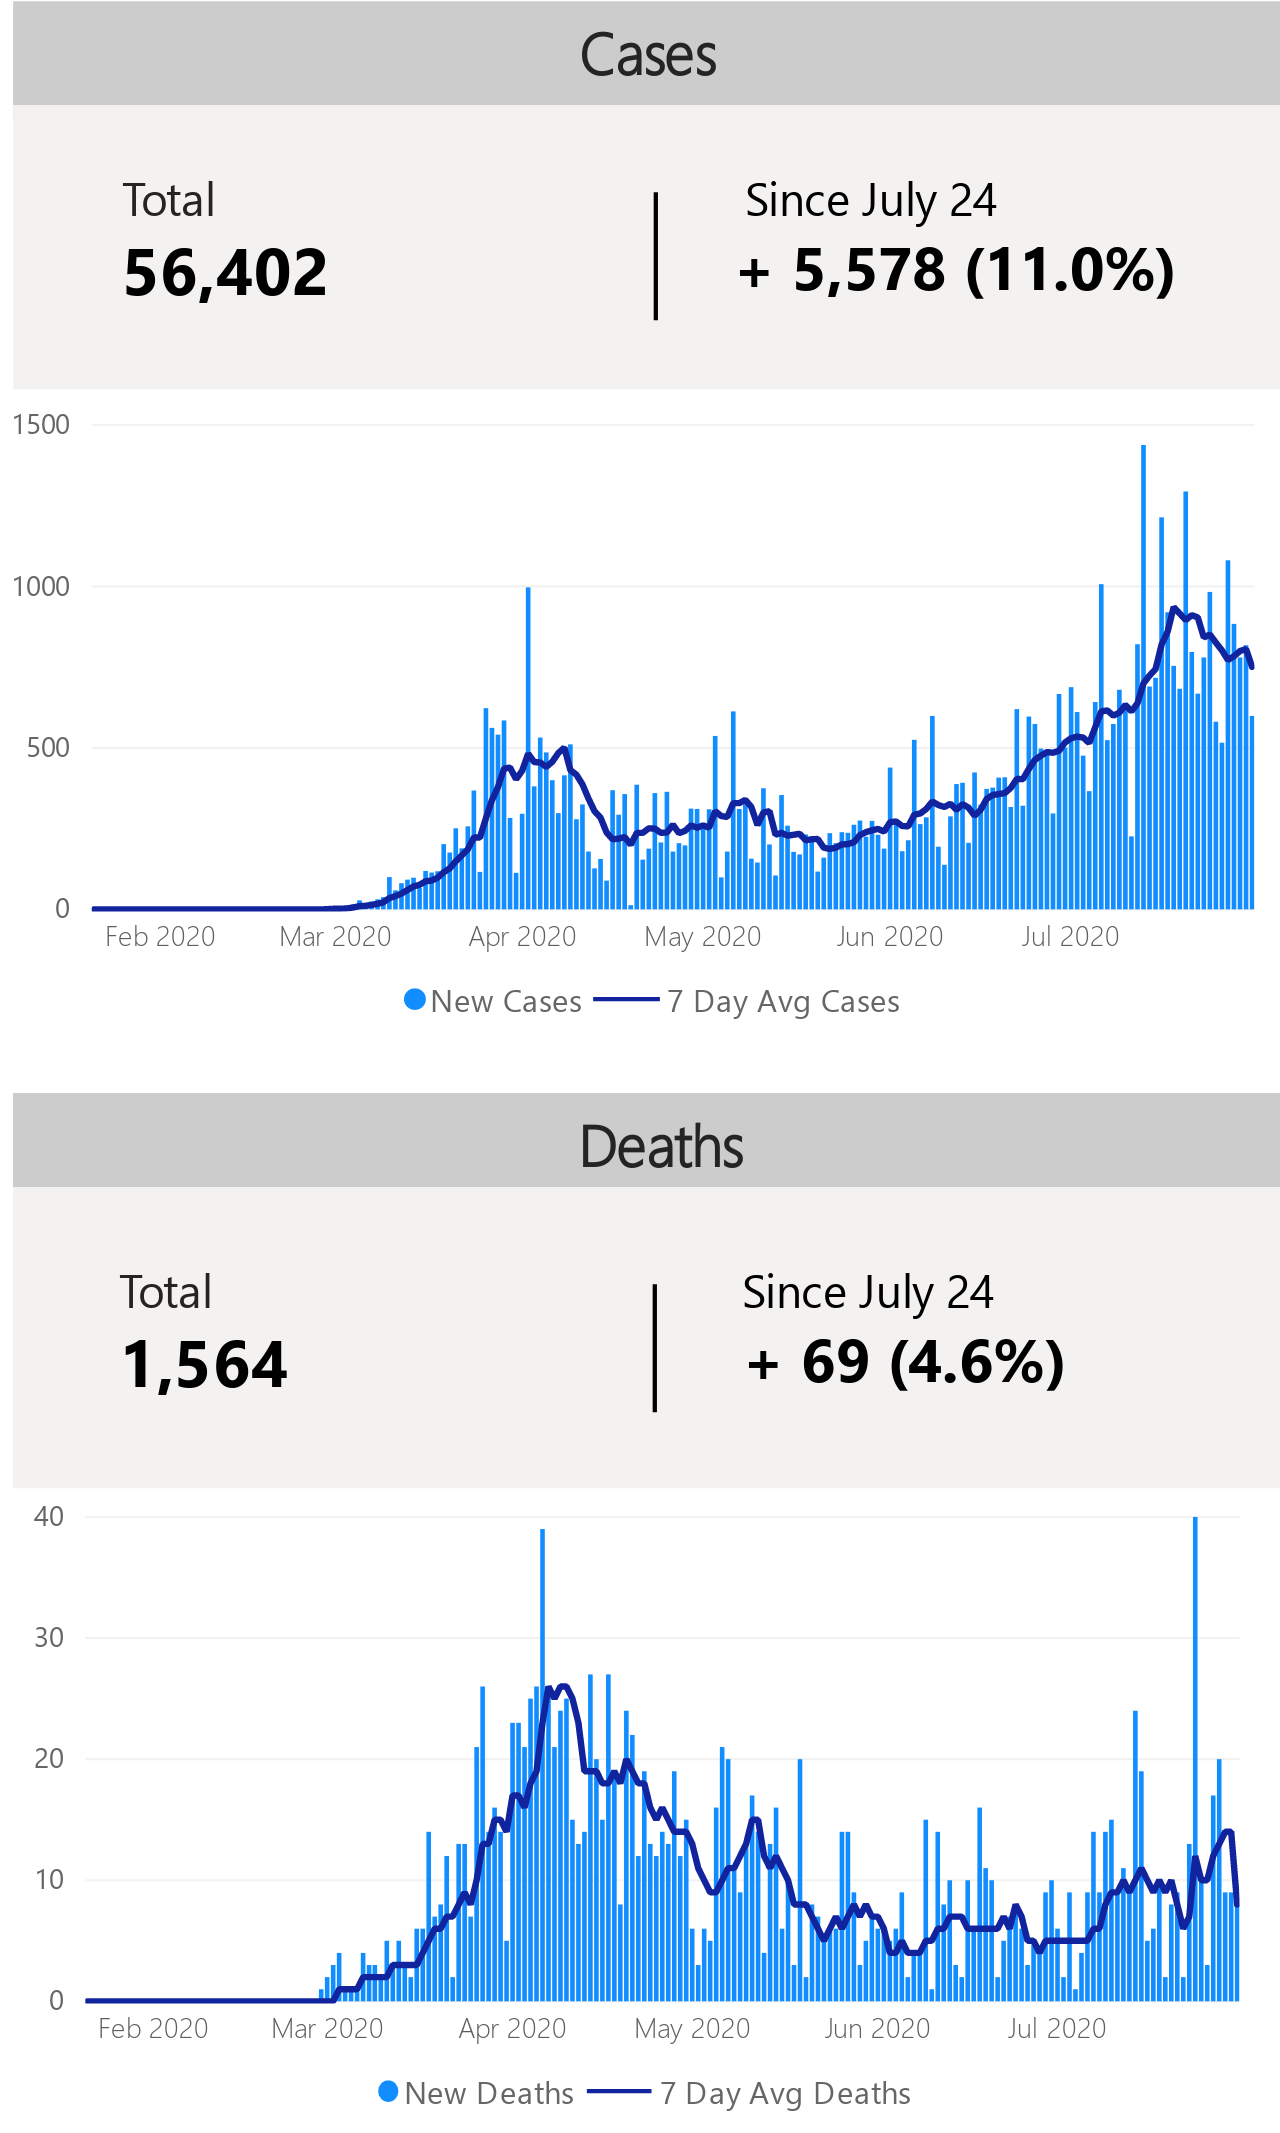 Cases
Total
Since July 24
56,402
+ 5,578 (11.0%)
1500
1000
500
0
Feb 2020 Mar 2020 Apr 2020 May 2020 Jun 2020 Jul 2020
New Cases 7 Day Avg Cases
Deaths
Total
Since July 24
1,564
+ 69 (4.6%)
40
30
20
10
0
Feb 2020 Mar 2020 Apr 2020 May 2020 Jun 2020 Jul 2020
New Deaths 7 Day Avg Deaths